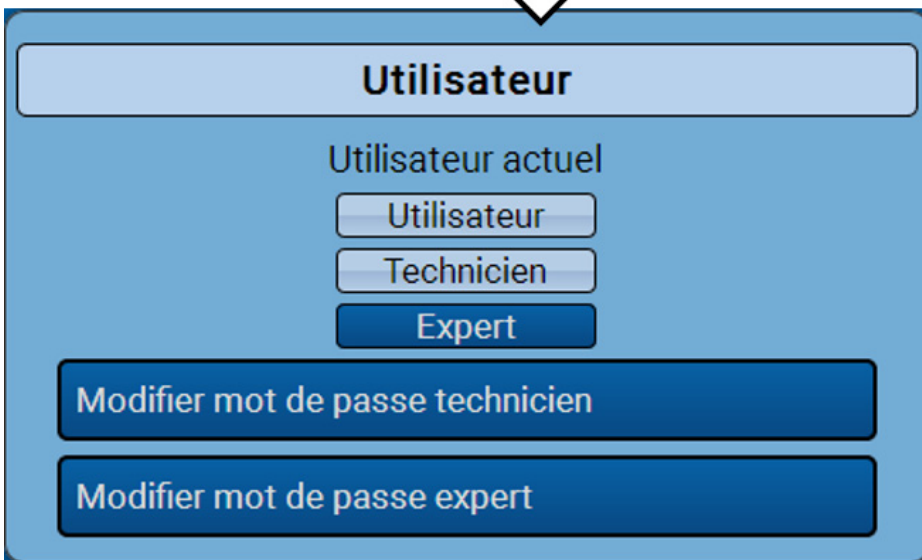 Utilisateur
Utilisateur actuel
Utilisateur
Technicien
Expert
Modifier mot de passe technicien
Modifier mot de passe expert